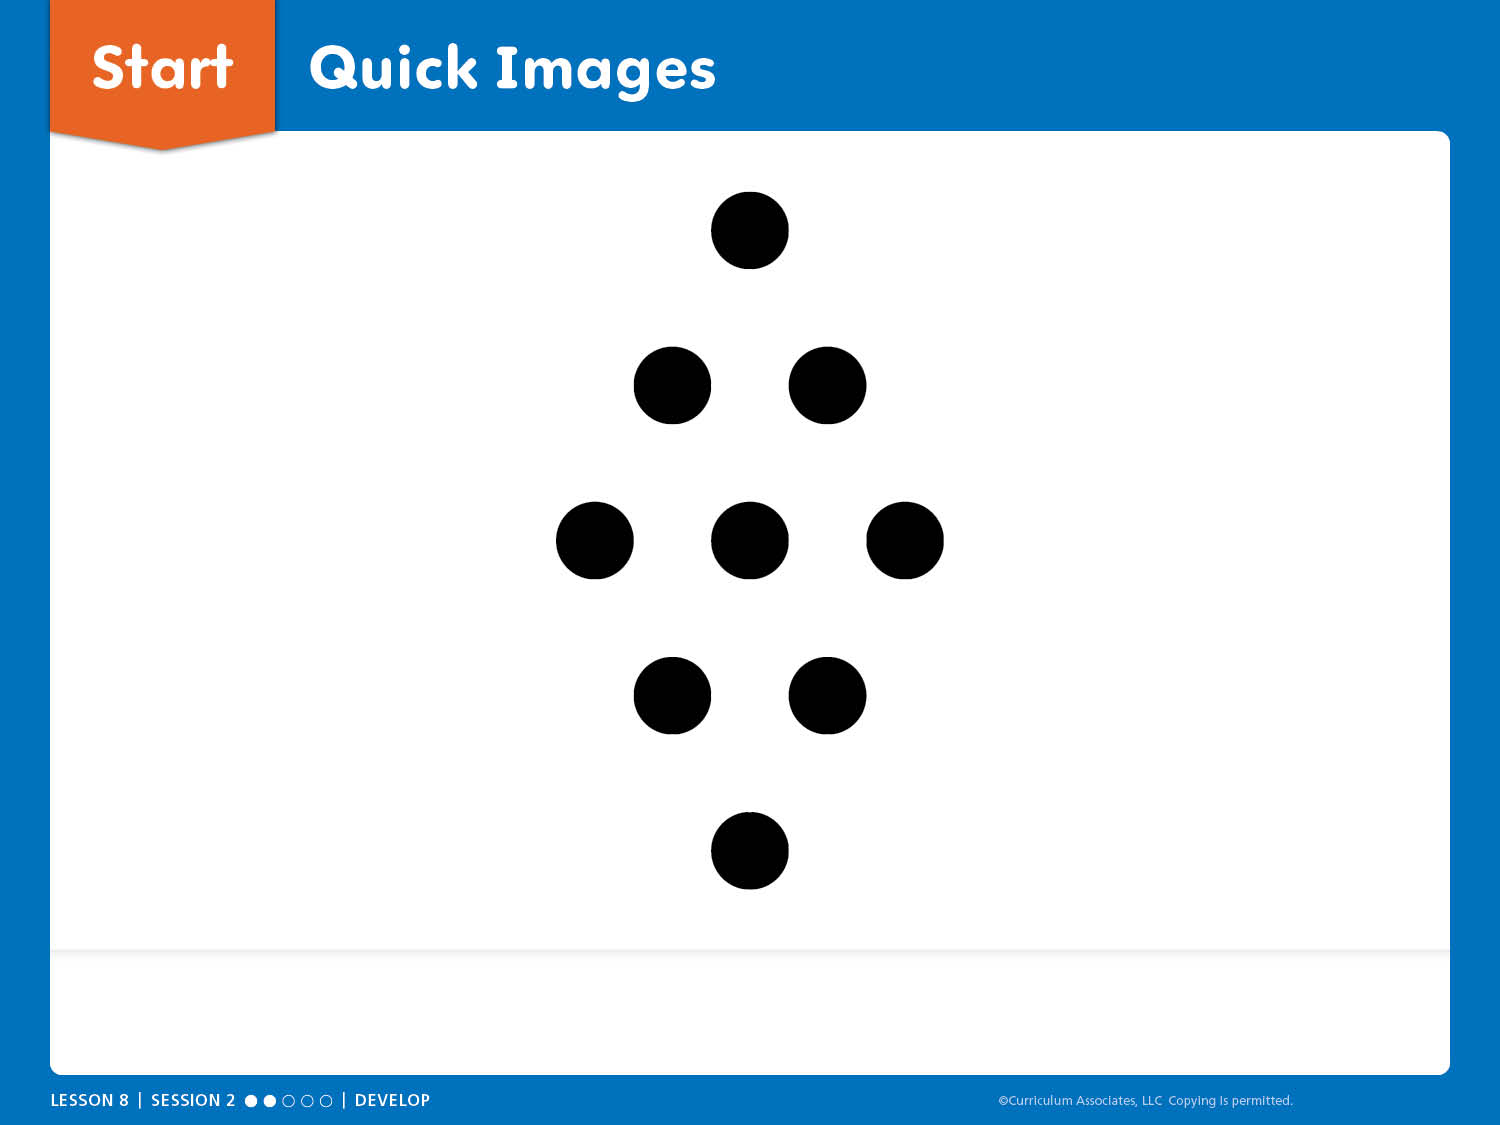 Start
Quick Images
LESSON 8 | SESSION 2 ●●○○○ | DEVELOP
©Curriculum Associates, LLC Copying is permitted.